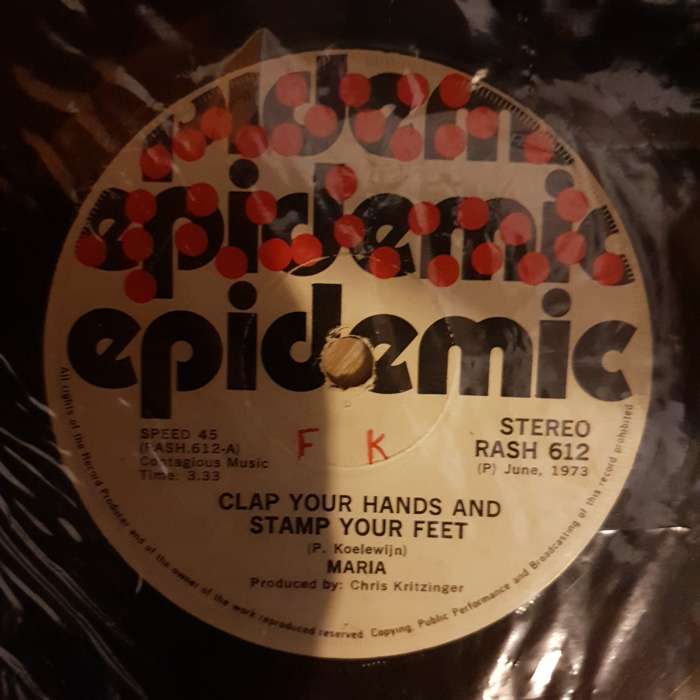 epidemic
epidemic
epidemic
SPEED 45
(RASH.612-A)
Contagious Music
Time: 3.33
F K
STEREO
RASH 612
(P) June, 1973
CLAP YOUR HANDS AND
STAMP YOUR FEET
(P. Koelewijn)
MARIA
Produced by: Chris Kritzinger
All rights of the Record Producer and of the owner of the work reproduced reserved. Copying, Public Performance and Broadcasting of this record prohibited